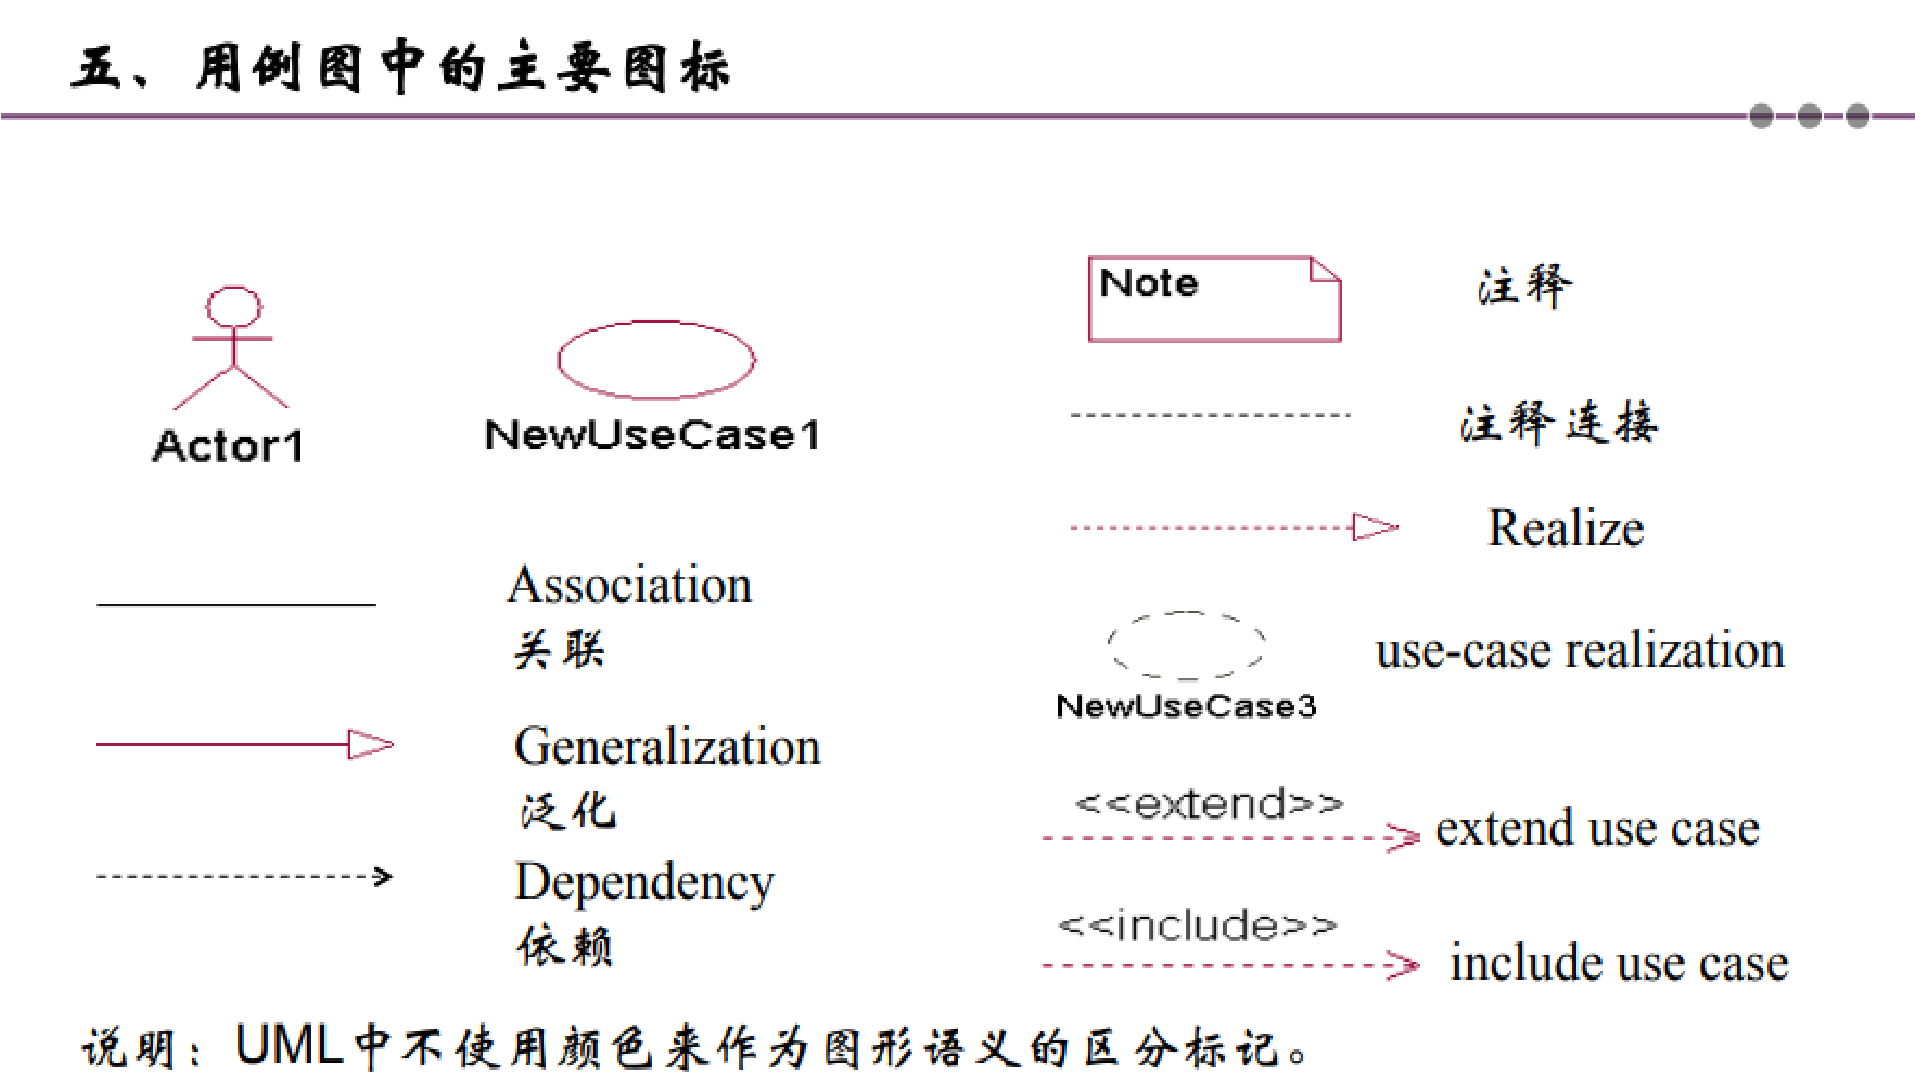 五、用例图中的主要图标
Actor1
NewUseCase1
Association
关联
Generalization
泛化
Dependency
依赖
Note
注释
注释连接
Realize
use-case realization
NewUseCase3
<<extend>>
extend use case
<<include>>
include use case
说明：UML中不使用颜色来作为图形语义的区分标记。